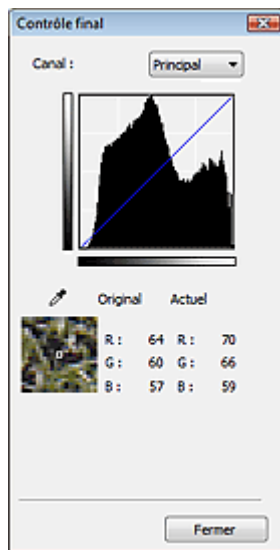 Contrôle final
Canal : Principal
Original Actuel
R : 64 R : 70
G : 60 G : 66
B : 57 B : 59
Fermer